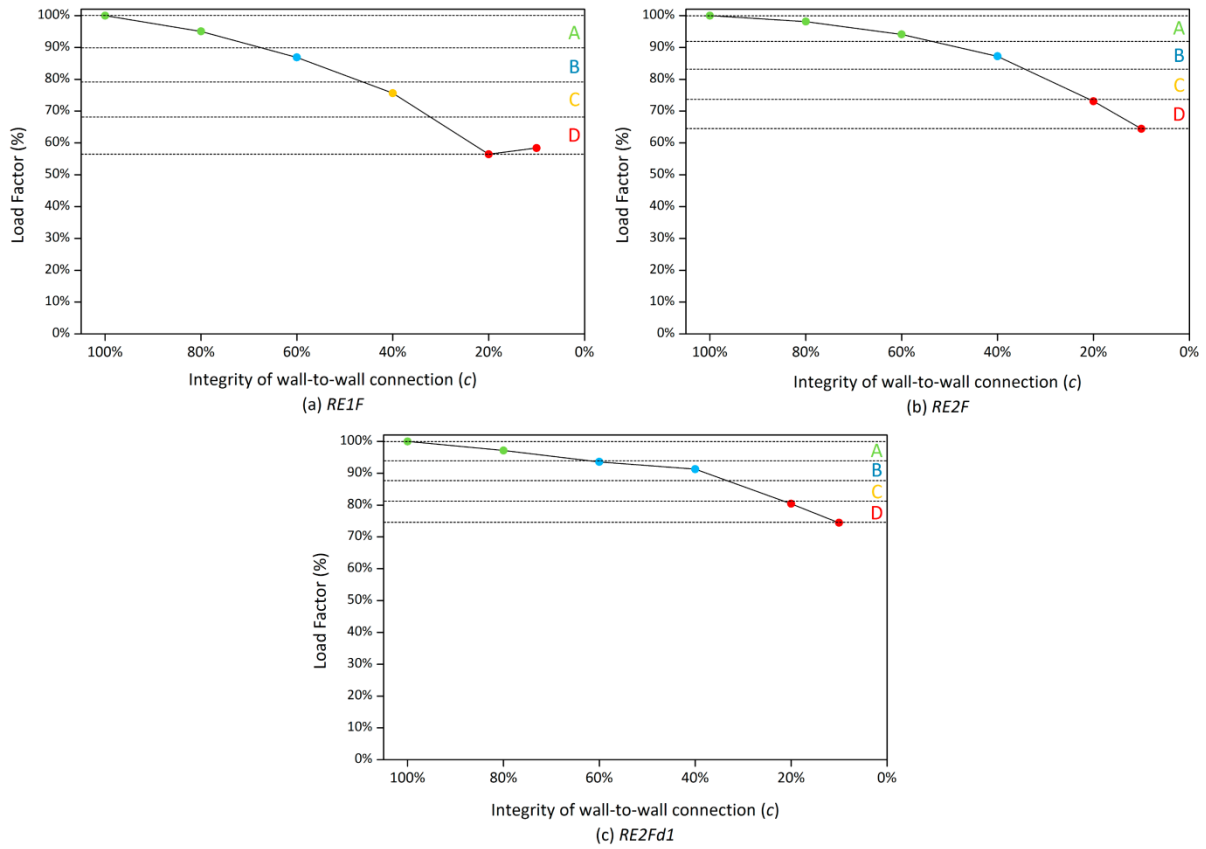 100%
90%
80%
70%
60%
50%
40%
30%
20%
10%
0%
Load Factor (%)
A
B
C
D
100%
80%
60%
40%
20%
0%
Integrity of wall-to-wall connection (c)
(a) RE1F
100%
90%
80%
70%
60%
50%
40%
30%
20%
10%
0%
Load Factor (%)
A
B
C
D
100%
80%
60%
40%
20%
0%
Integrity of wall-to-wall connection (c)
(b) RE2F
100%
90%
80%
70%
60%
50%
40%
30%
20%
10%
0%
Load Factor (%)
A
B
C
D
100%
80%
60%
40%
20%
0%
Integrity of wall-to-wall connection (c)
(c) RE2Fd1